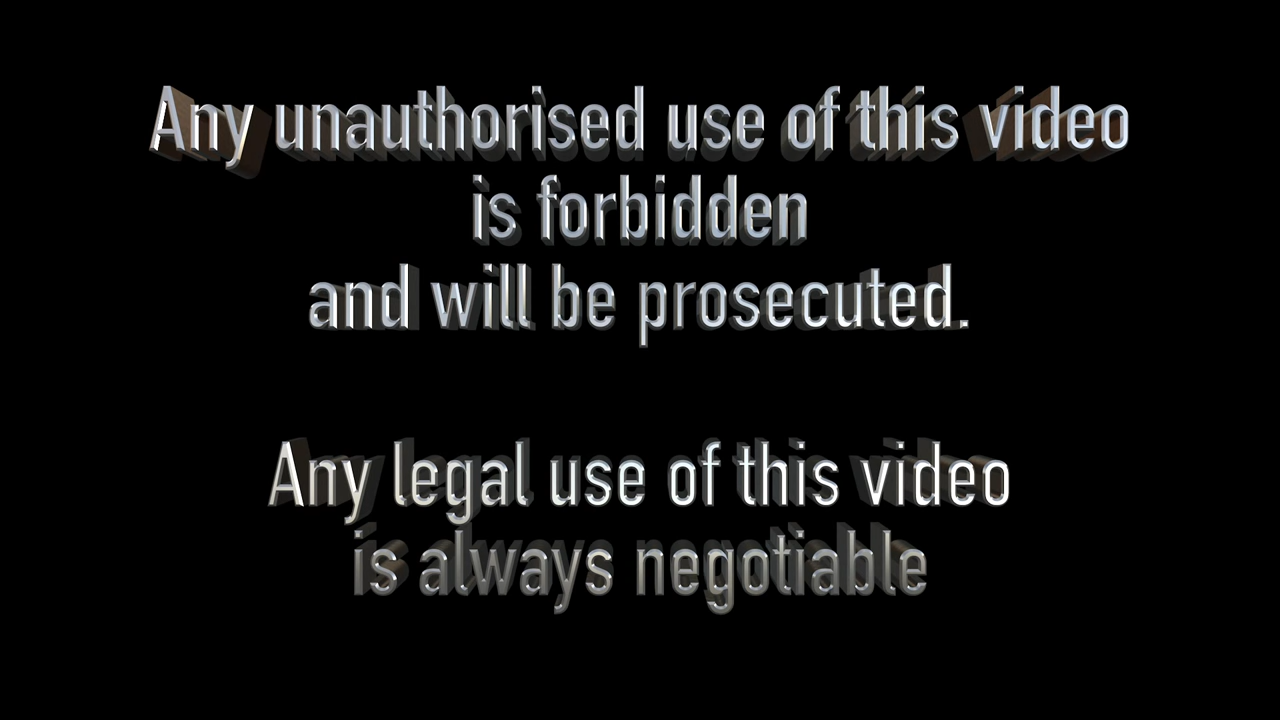 Any unauthorised use of this video
is forbidden
and will be prosecuted.
Any legal use of this video
is always negotiable